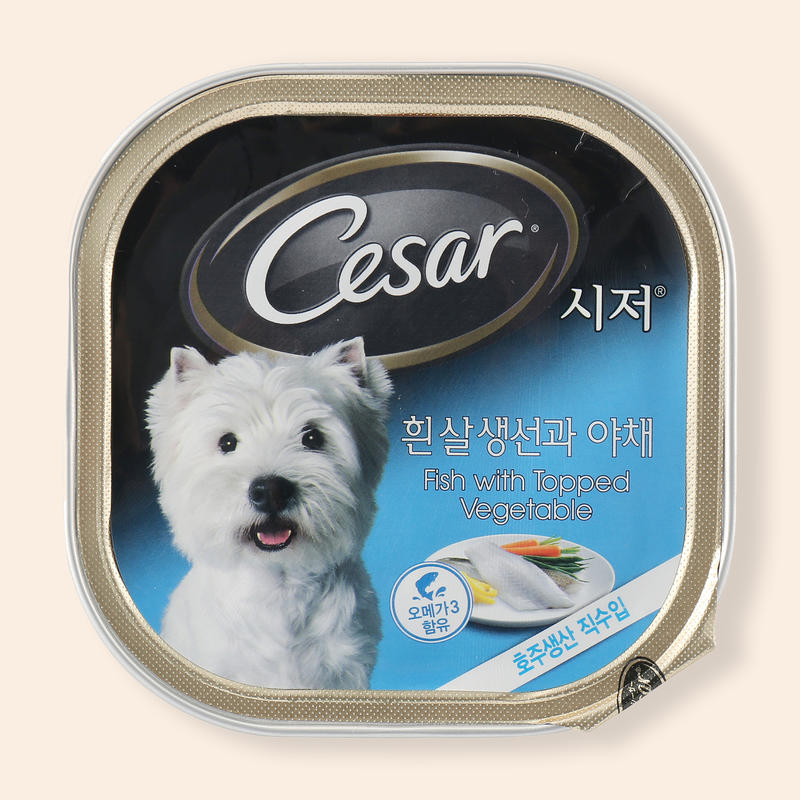 Cesar®
시저®
흰살생선과 야채
Fish with Topped
Vegetable
오메가3
함유
호주생산 직수입